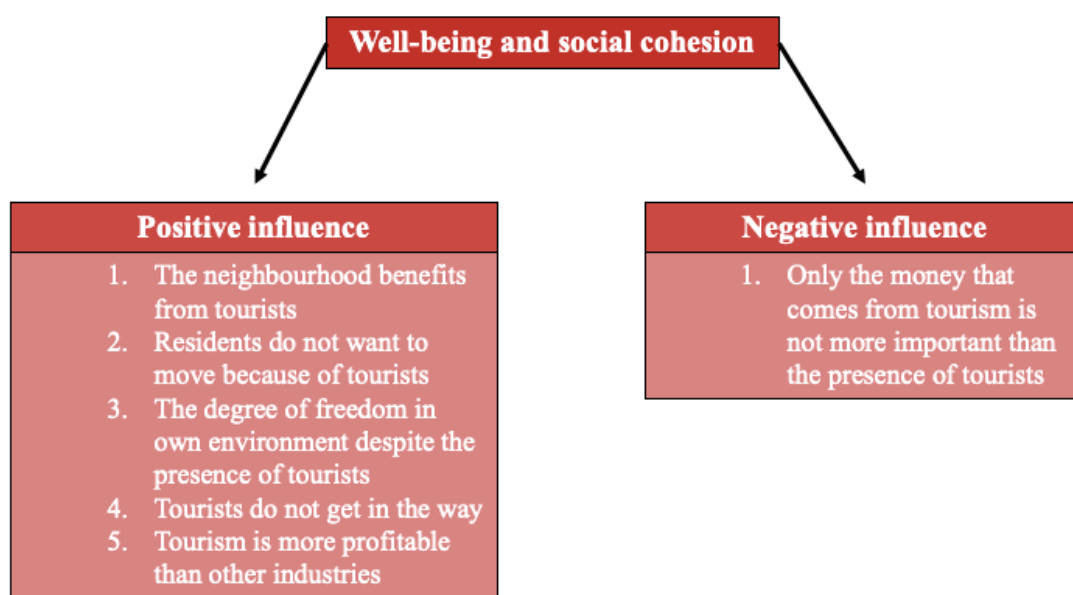 Well-being and social cohesion
Positive influence
1. The neighbourhood benefits
from tourists
2. Residents do not want to
move because of tourists
3. The degree of freedom in
own environment despite the
presence of tourists
4. Tourists do not get in the way
5. Tourism is more profitable
than other industries
Negative influence
1. Only the money that
comes from tourism is
not more important than
the presence of tourists